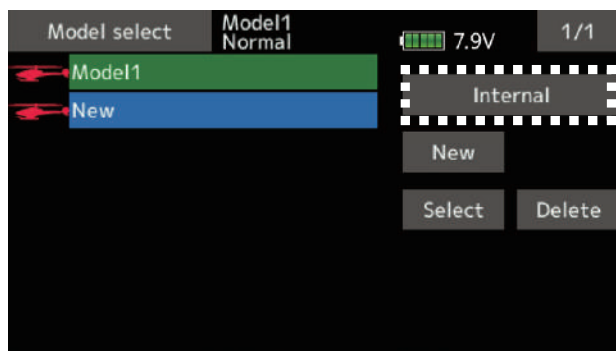 Model select
Model1
Normal
7.9V
1/1
Model1
Internal
New
New
Select
Delete